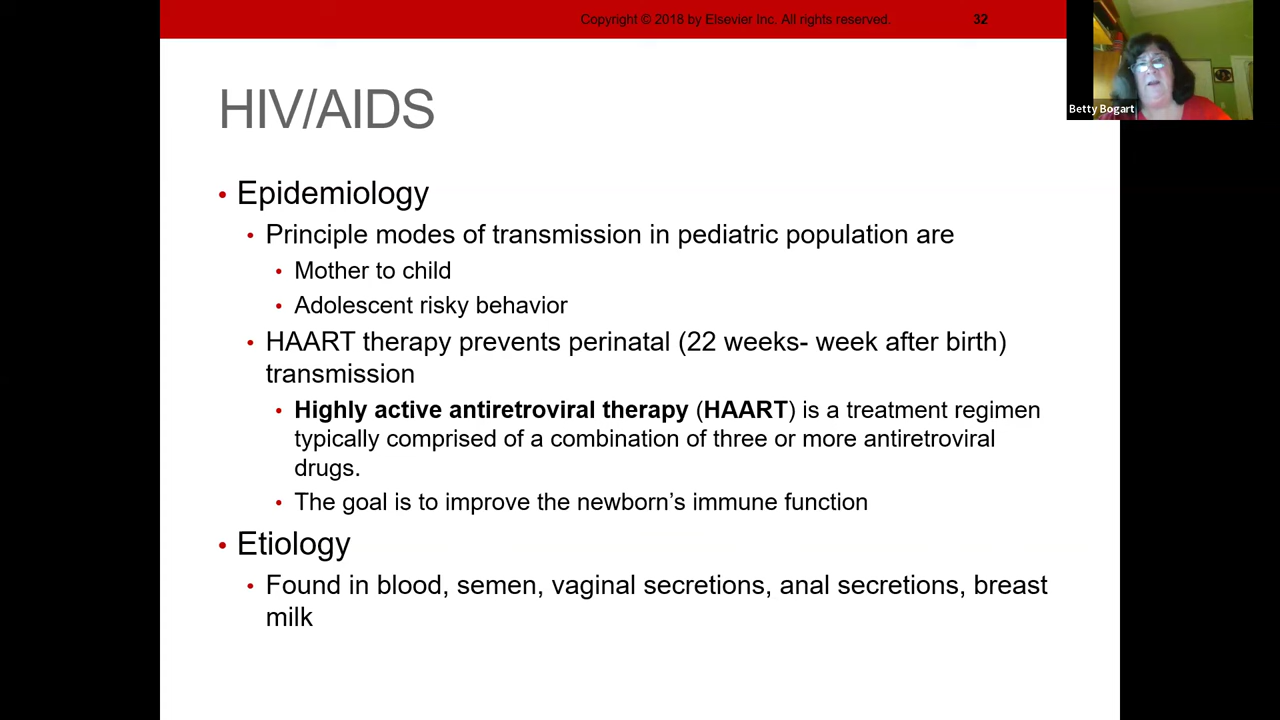 Copyright © 2018 by Elsevier Inc. All rights reserved. 32
Betty Bogart
HIV/AIDS
• Epidemiology
• Principle modes of transmission in pediatric population are
• Mother to child
• Adolescent risky behavior
• HAART therapy prevents perinatal (22 weeks- week after birth)
transmission
• Highly active antiretroviral therapy (HAART) is a treatment regimen
typically comprised of a combination of three or more antiretroviral
drugs.
• The goal is to improve the newborn’s immune function
• Etiology
• Found in blood, semen, vaginal secretions, anal secretions, breast
milk